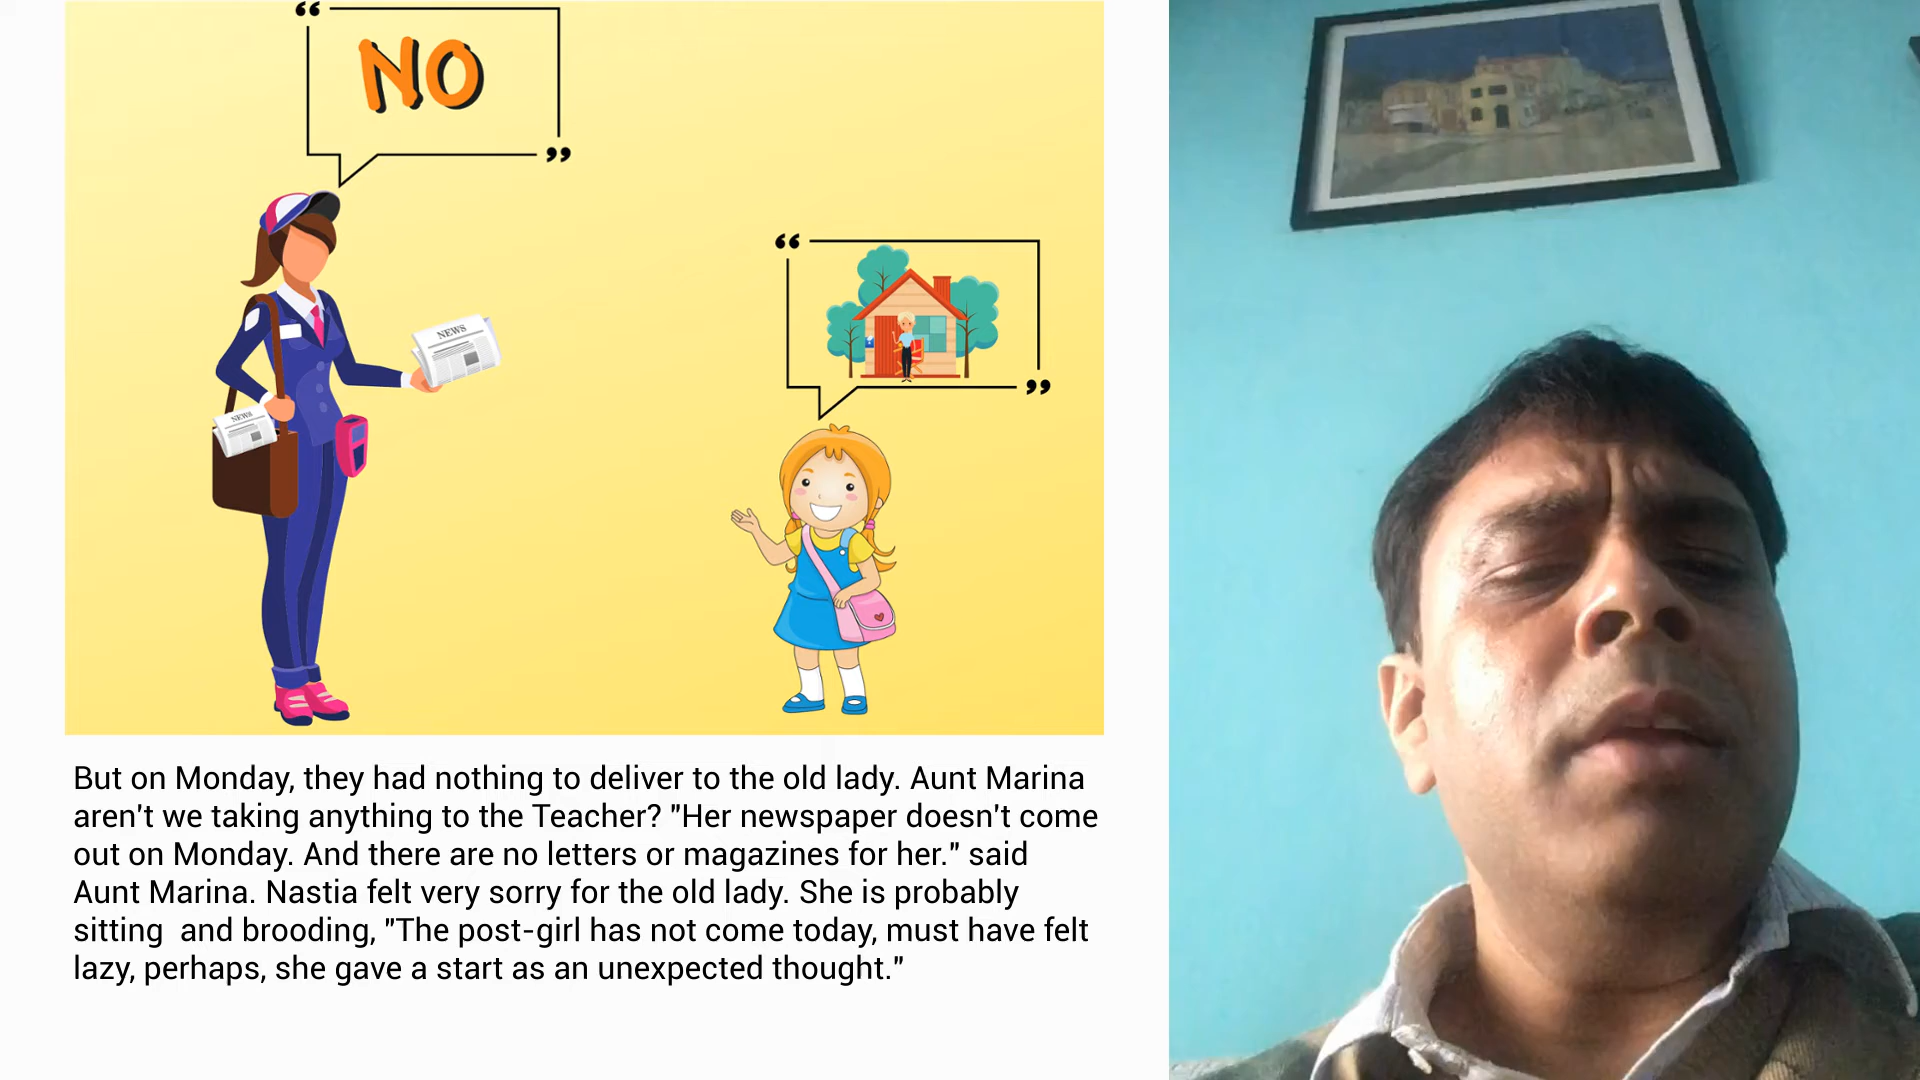 NO
NEWS
NEWS
But on Monday, they had nothing to deliver to the old lady. Aunt Marina
aren't we taking anything to the Teacher? "Her newspaper doesn't come
out on Monday. And there are no letters or magazines for her." said
Aunt Marina. Nastia felt very sorry for the old lady. She is probably
sitting  and brooding, "The post-girl has not come today, must have felt
lazy, perhaps, she gave a start as an unexpected thought."